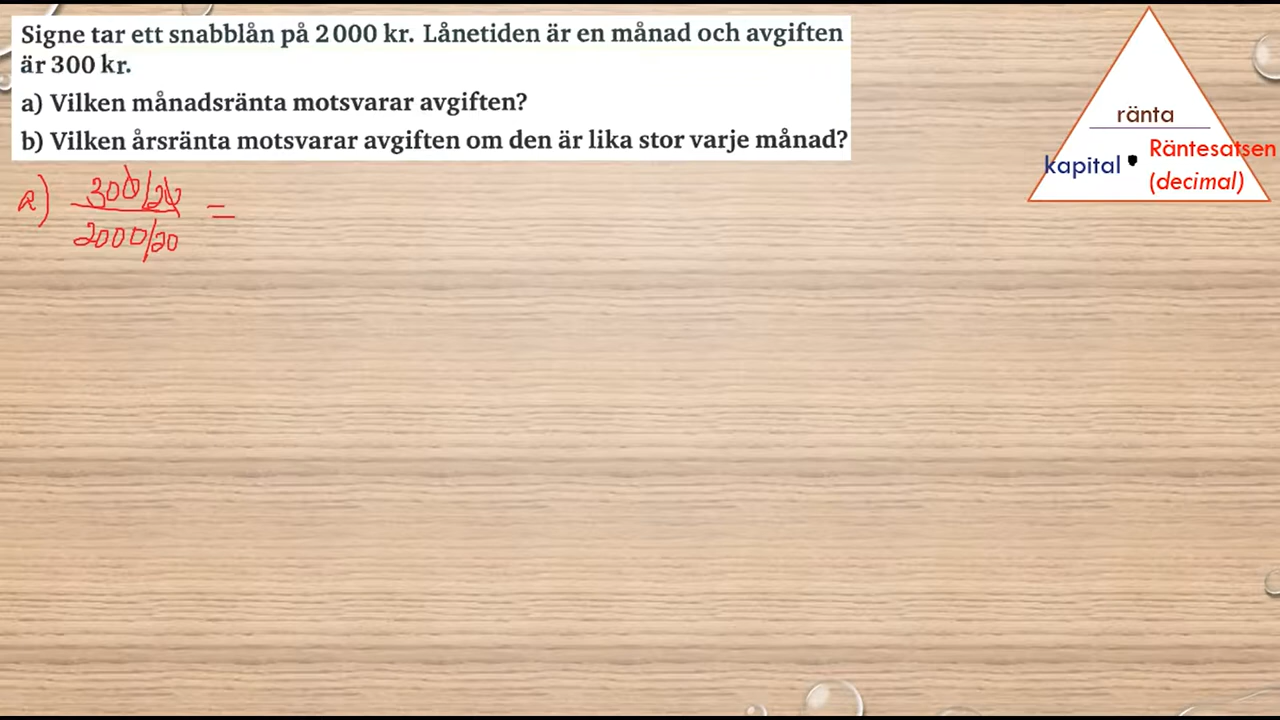 Signe tar ett snabblån på 2 000 kr. Lånetiden är en månad och avgiften
är 300 kr.
a) Vilken månadsränta motsvarar avgiften?
b) Vilken årsränta motsvarar avgiften om den är lika stor varje månad?
ränta
kapital · Räntesatsen
(decimal)
a) 300/20 =
2000/20